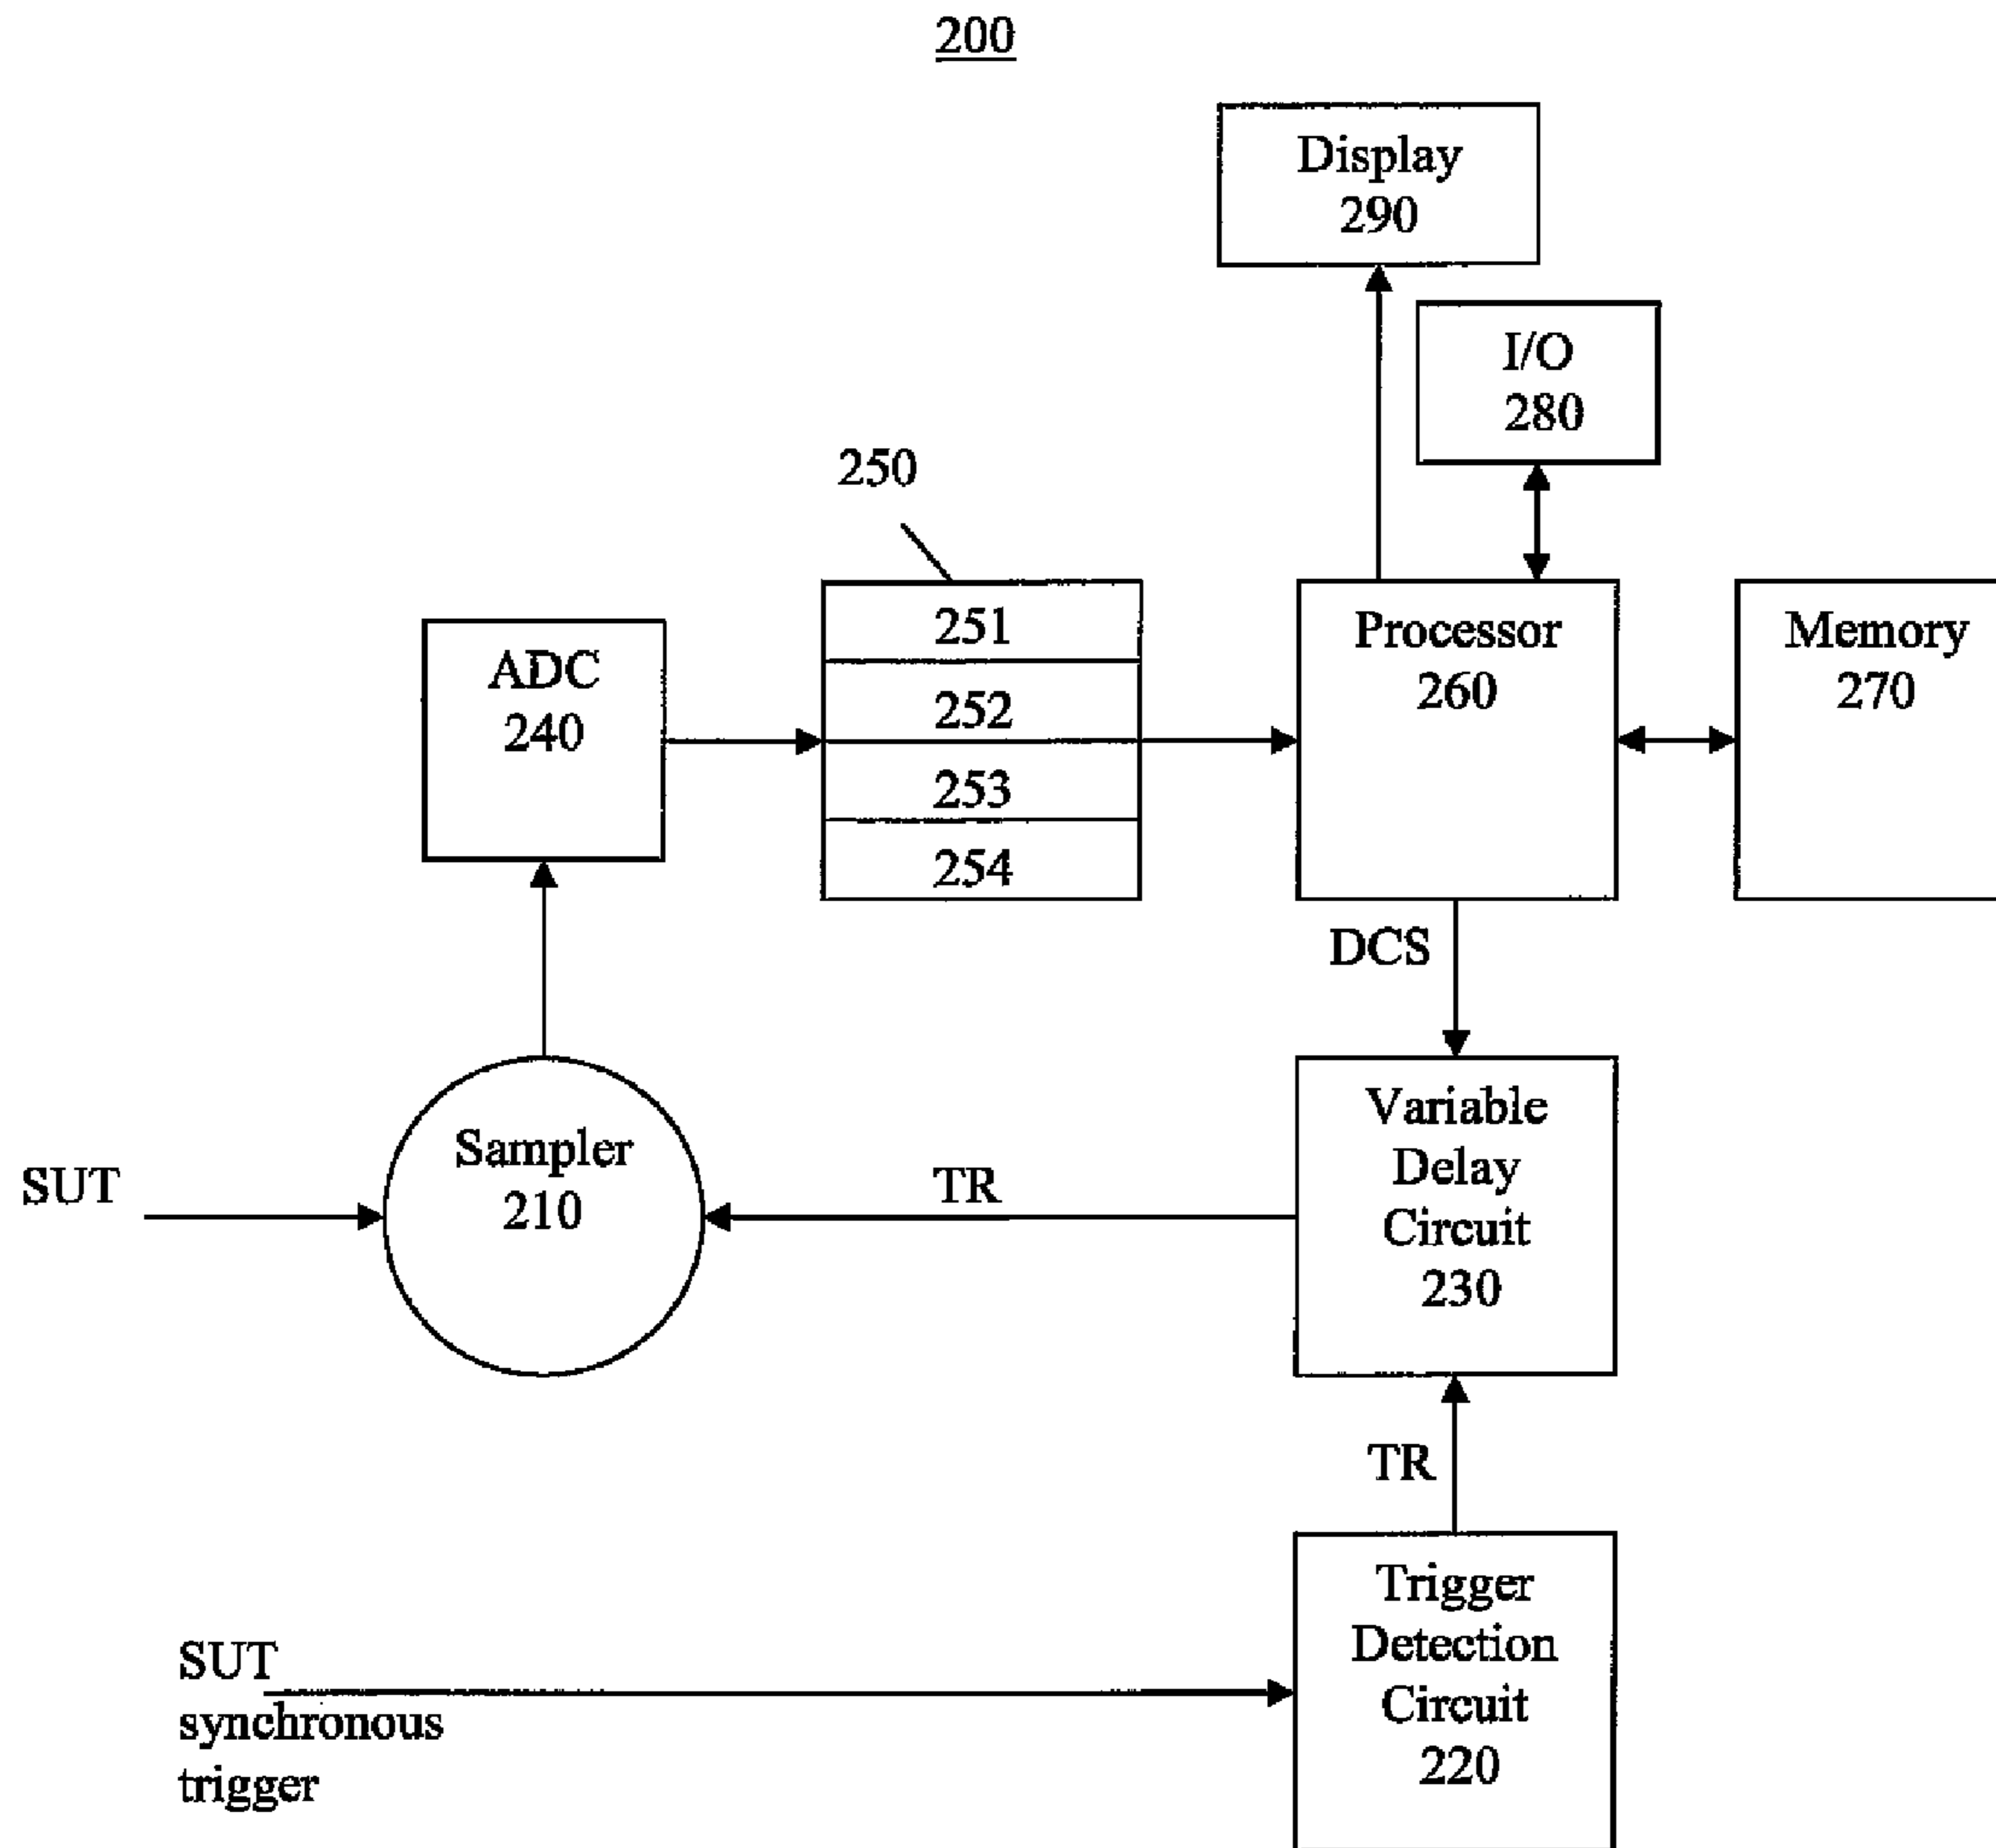 200
Display
290
I/O
280
250
251
252
253
254
ADC
240
Processor
260
Memory
270
DCS
SUT
Sampler
210
TR
Variable
Delay
Circuit
230
TR
SUT
synchronous
trigger
Trigger
Detection
Circuit
220